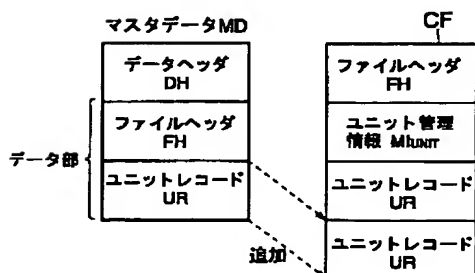 マスタデータMD
データヘッダ
DH
ファイルヘッダ
FH
ユニットレコード
UR
データ部
追加
CF
ファイルヘッダ
FH
ユニット管理
情報 MIUNIT
ユニットレコード
UR
ユニットレコード
UR